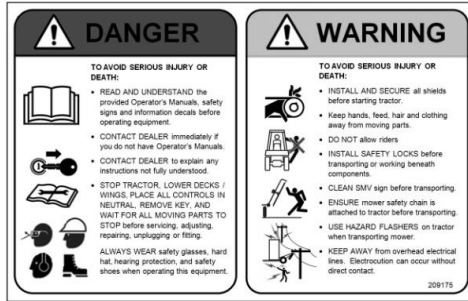 DANGER
TO AVOID SERIOUS INJURY OR
DEATH:
• READ AND UNDERSTAND the
provided Operator's Manuals, safety
signs and information decals before
operating equipment.
• CONTACT DEALER immediately if
you do not have Operator's Manuals.
• CONTACT DEALER to explain any
instructions not fully understood.
• STOP TRACTOR, LOWER DECKS /
WINGS, PLACE ALL CONTROLS IN
NEUTRAL, REMOVE KEY, AND
WAIT FOR ALL MOVING PARTS TO
STOP before servicing, adjusting,
repairing, unplugging or fitting.
ALWAYS WEAR safety glasses, hard
hat, hearing protection, and safety
shoes when operating this equipment.
WARNING
TO AVOID SERIOUS INJURY OR
DEATH:
• INSTALL AND SECURE all shields
before starting tractor.
• Keep hands, feed, hair and clothing
away from moving parts.
• DO NOT allow riders
• INSTALL SAFETY LOCKS before
transporting or working beneath
components.
• CLEAN SMV sign before transporting.
• ENSURE mower safety chain is
attached to tractor before transporting.
• USE HAZARD FLASHERS on tractor
when transporting mower.
• KEEP AWAY from overhead electrical
lines. Electrocution can occur without
direct contact.
209175